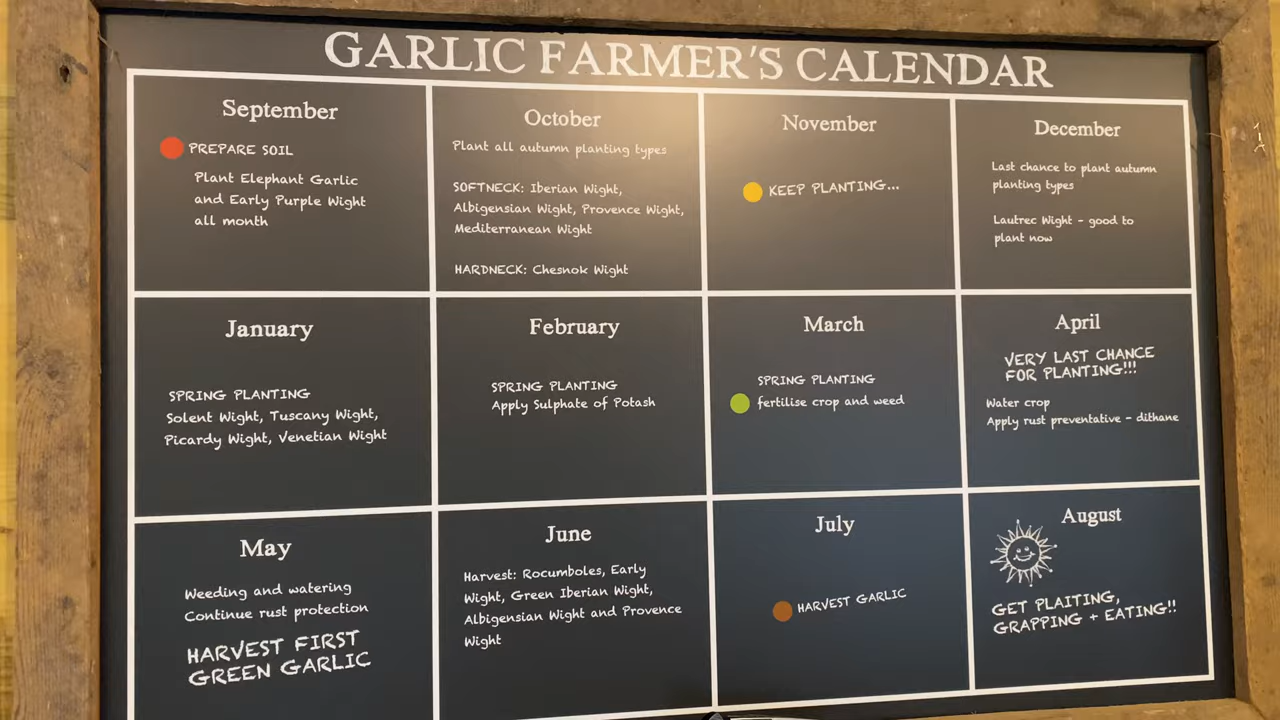 GARLIC FARMER'S CALENDAR
September
PREPARE SOIL
Plant Elephant Garlic
and Early Purple Wight
all month
October
Plant all autumn planting types
SOFTNECK: Iberian Wight,
Albigensian Wight, Provence Wight,
Mediterranean Wight
HARDNECK: Chesnok Wight
November
KEEP PLANTING...
December
Last chance to plant autumn
planting types
Lautrec Wight - good to
plant now
January
SPRING PLANTING
Solent Wight, Tuscany Wight,
Picardy Wight, Venetian Wight
February
SPRING PLANTING
Apply Sulphate of Potash
March
SPRING PLANTING
fertilise crop and weed
April
VERY LAST CHANCE
FOR PLANTING!!!
Water crop
Apply rust preventative - dithane
May
Weeding and watering
Continue rust protection
HARVEST FIRST
GREEN GARLIC
June
Harvest: Rocumboles, Early
Wight, Green Iberian Wight,
Albigensian Wight and Provence
Wight
July
HARVEST GARLIC
August
GET PLAITING,
GRAPPING + EATING!!